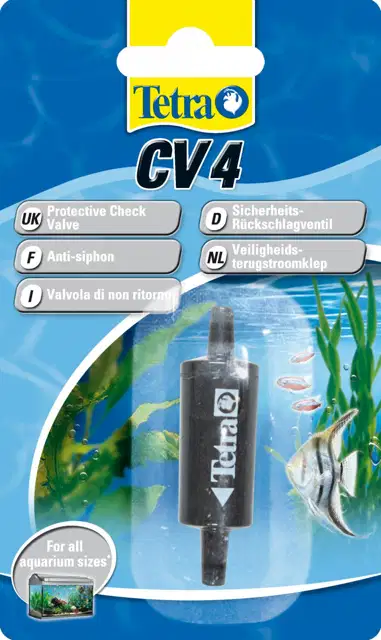 Tetra
CV4
UK Protective Check
Valve
D Sicherheits-
Rückschlagventil
F Anti-siphon
NL Veiligheids-
terugstroomklep
I Valvola di non ritorno
Tetra
For all
aquarium sizes*